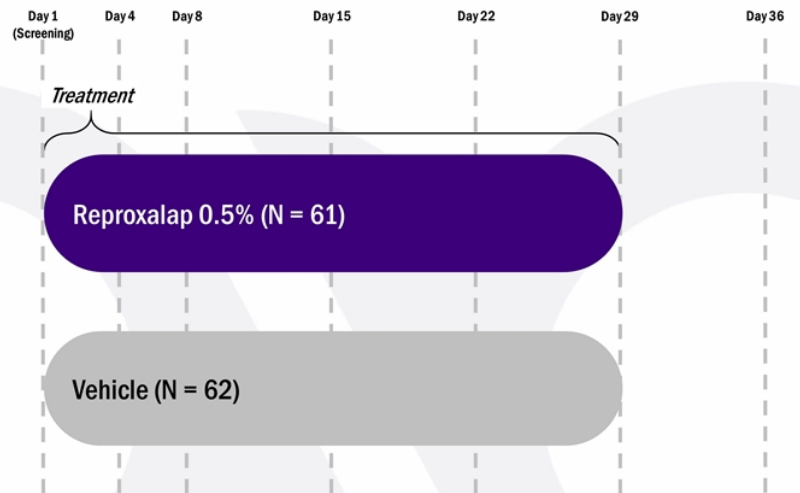 Day 1 Day 4 Day 8 Day 15 Day 22 Day 29 Day 36
(Screening)
Treatment
Reproxalap 0.5% (N = 61)
Vehicle (N = 62)